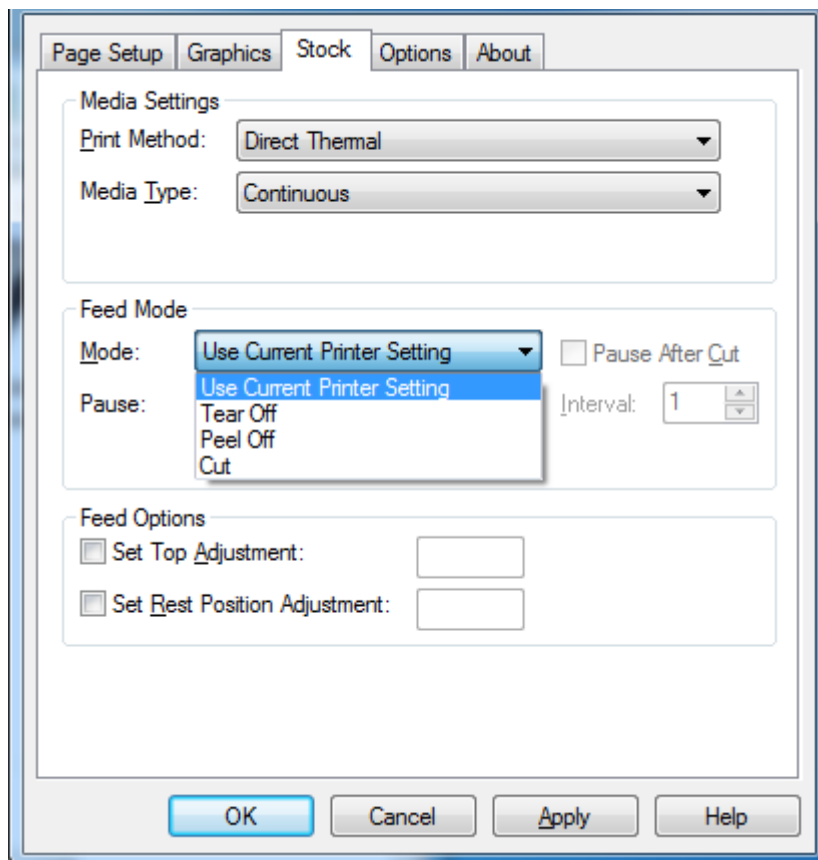 Page Setup Graphics Stock Options About
Media Settings
Print Method: Direct Thermal
Media Type: Continuous
Feed Mode
Mode: Use Current Printer Setting Pause After Cut
Use Current Printer Setting
Pause: Tear Off Interval: 1
Peel Off
Cut
Feed Options
Set Top Adjustment:
Set Rest Position Adjustment:
OK Cancel Apply Help